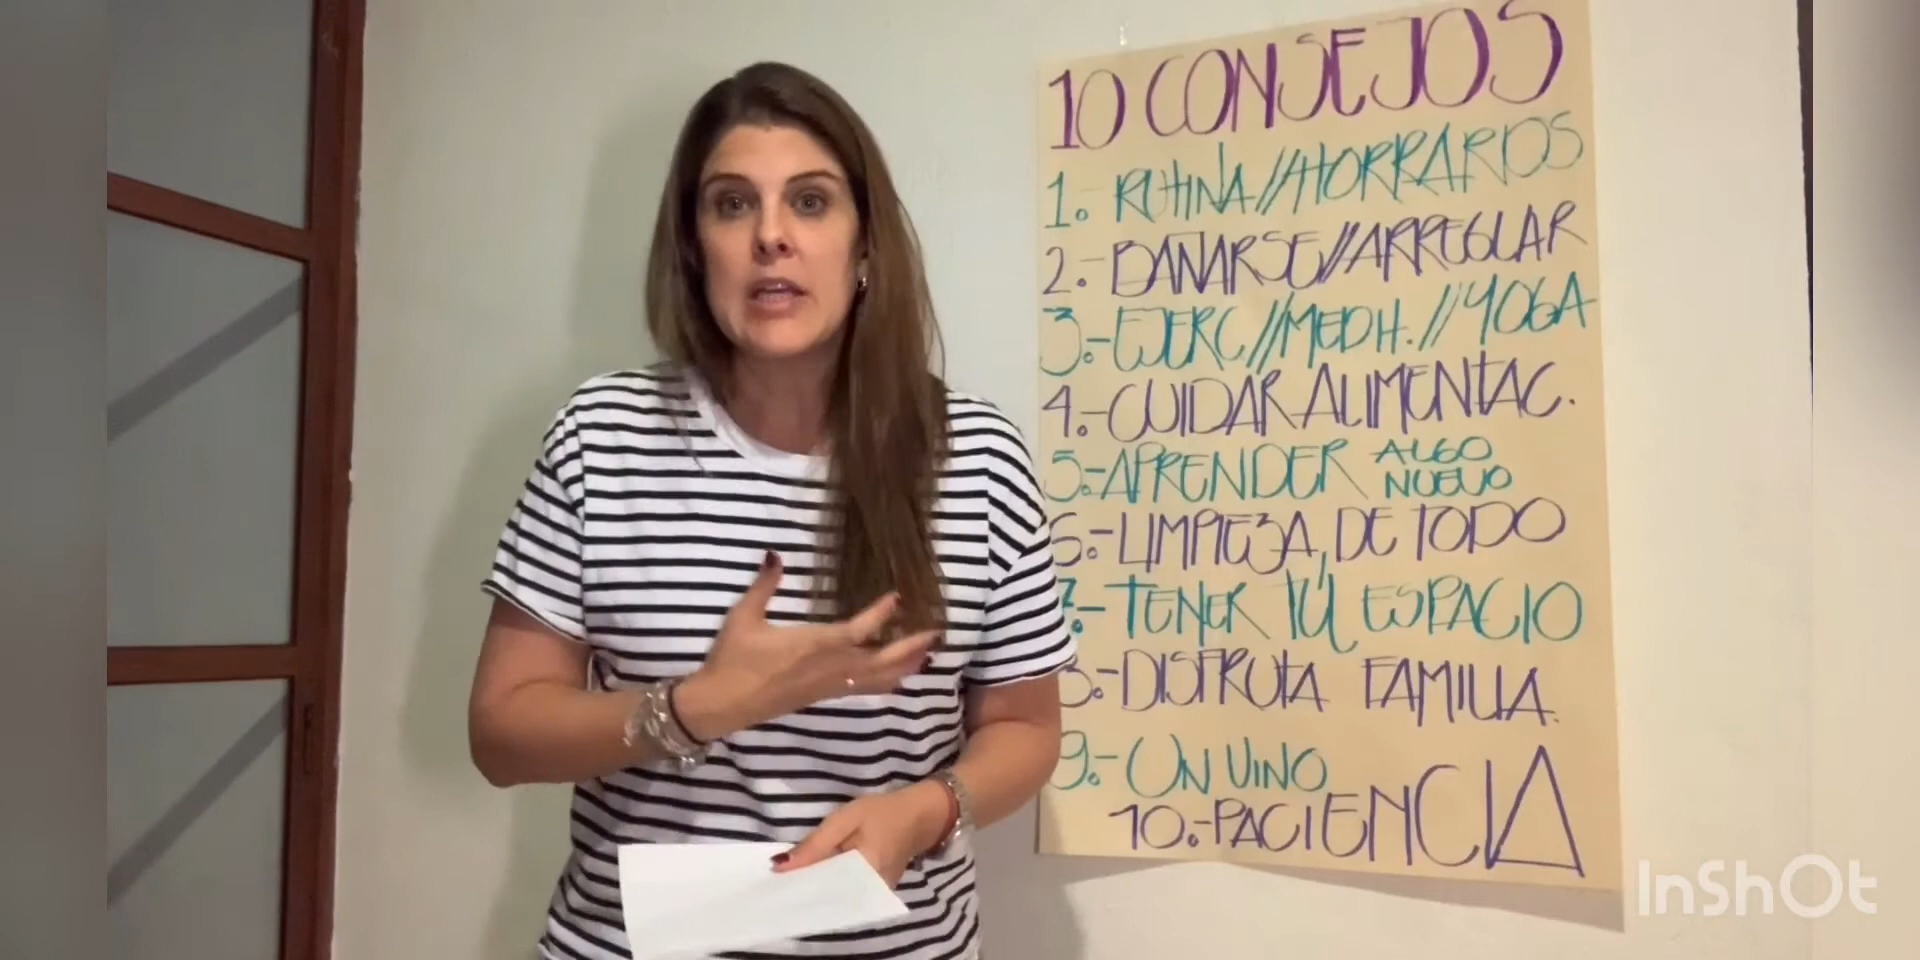 10 CONSEJOS
1.- RUTINA//HORRARIOS
2.- BAÑARSE//ARREGLAR
3.- EJERC//MEDIT.//YOGA
4.- CUIDAR ALIMENTAC.
5.- APRENDER ALGO NUEVO
6.- LIMPIEZA, DE TODO
7.- TENER TÚ ESPACIO
8.- DISFRUTA FAMILIA.
9.- UN VINO
10.- PACIENCIA
InShOt